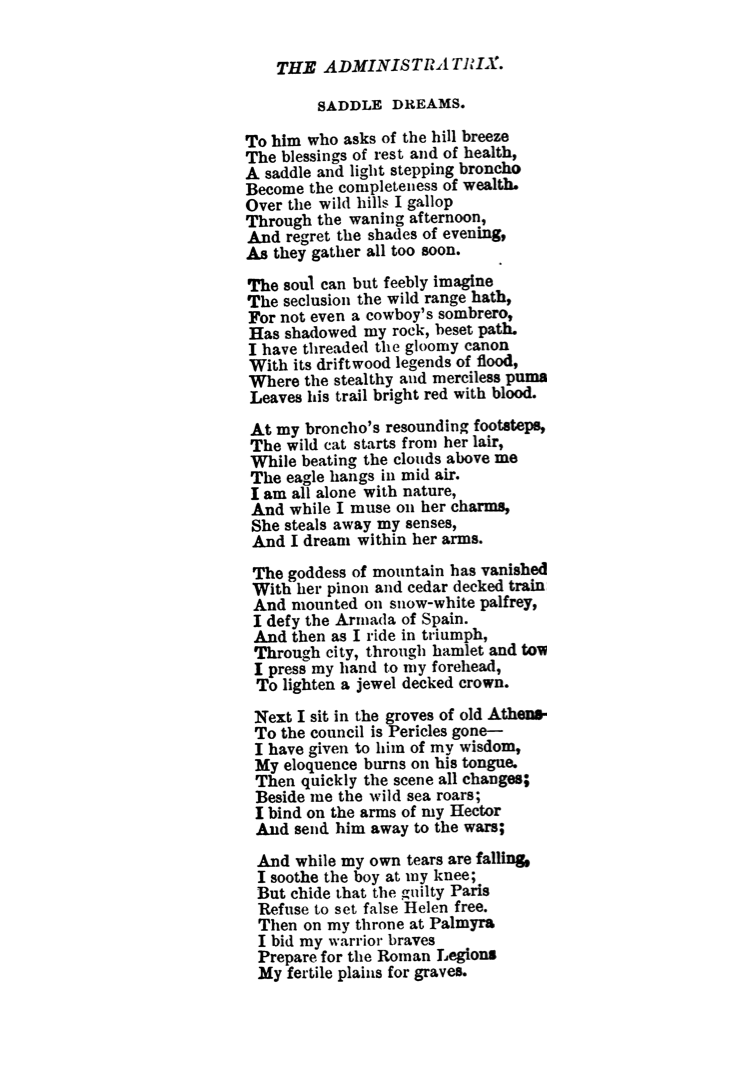 THE ADMINISTRATRIX.
SADDLE DREAMS.
To him who asks of the hill breeze
The blessings of rest and of health,
A saddle and light stepping broncho
Become the completeness of wealth.
Over the wild hills I gallop
Through the waning afternoon,
And regret the shades of evening,
As they gather all too soon.
The soul can but feebly imagine
The seclusion the wild range hath,
For not even a cowboy's sombrero,
Has shadowed my rock, beset path.
I have threaded the gloomy canon
With its driftwood legends of flood,
Where the stealthy and merciless puma
Leaves his trail bright red with blood.
At my broncho's resounding footsteps,
The wild cat starts from her lair,
While beating the clouds above me
The eagle hangs in mid air.
I am all alone with nature,
And while I muse on her charms,
She steals away my senses,
And I dream within her arms.
The goddess of mountain has vanished
With her pinon and cedar decked train
And mounted on snow-white palfrey,
I defy the Armada of Spain.
And then as I ride in triumph,
Through city, through hamlet and tow
I press my hand to my forehead,
To lighten a jewel decked crown.
Next I sit in the groves of old Athens-
To the council is Pericles gone—
I have given to him of my wisdom,
My eloquence burns on his tongue.
Then quickly the scene all changes;
Beside me the wild sea roars;
I bind on the arms of my Hector
And send him away to the wars;
And while my own tears are falling,
I soothe the boy at my knee;
But chide that the guilty Paris
Refuse to set false Helen free.
Then on my throne at Palmyra
I bid my warrior braves
Prepare for the Roman Legions
My fertile plains for graves.